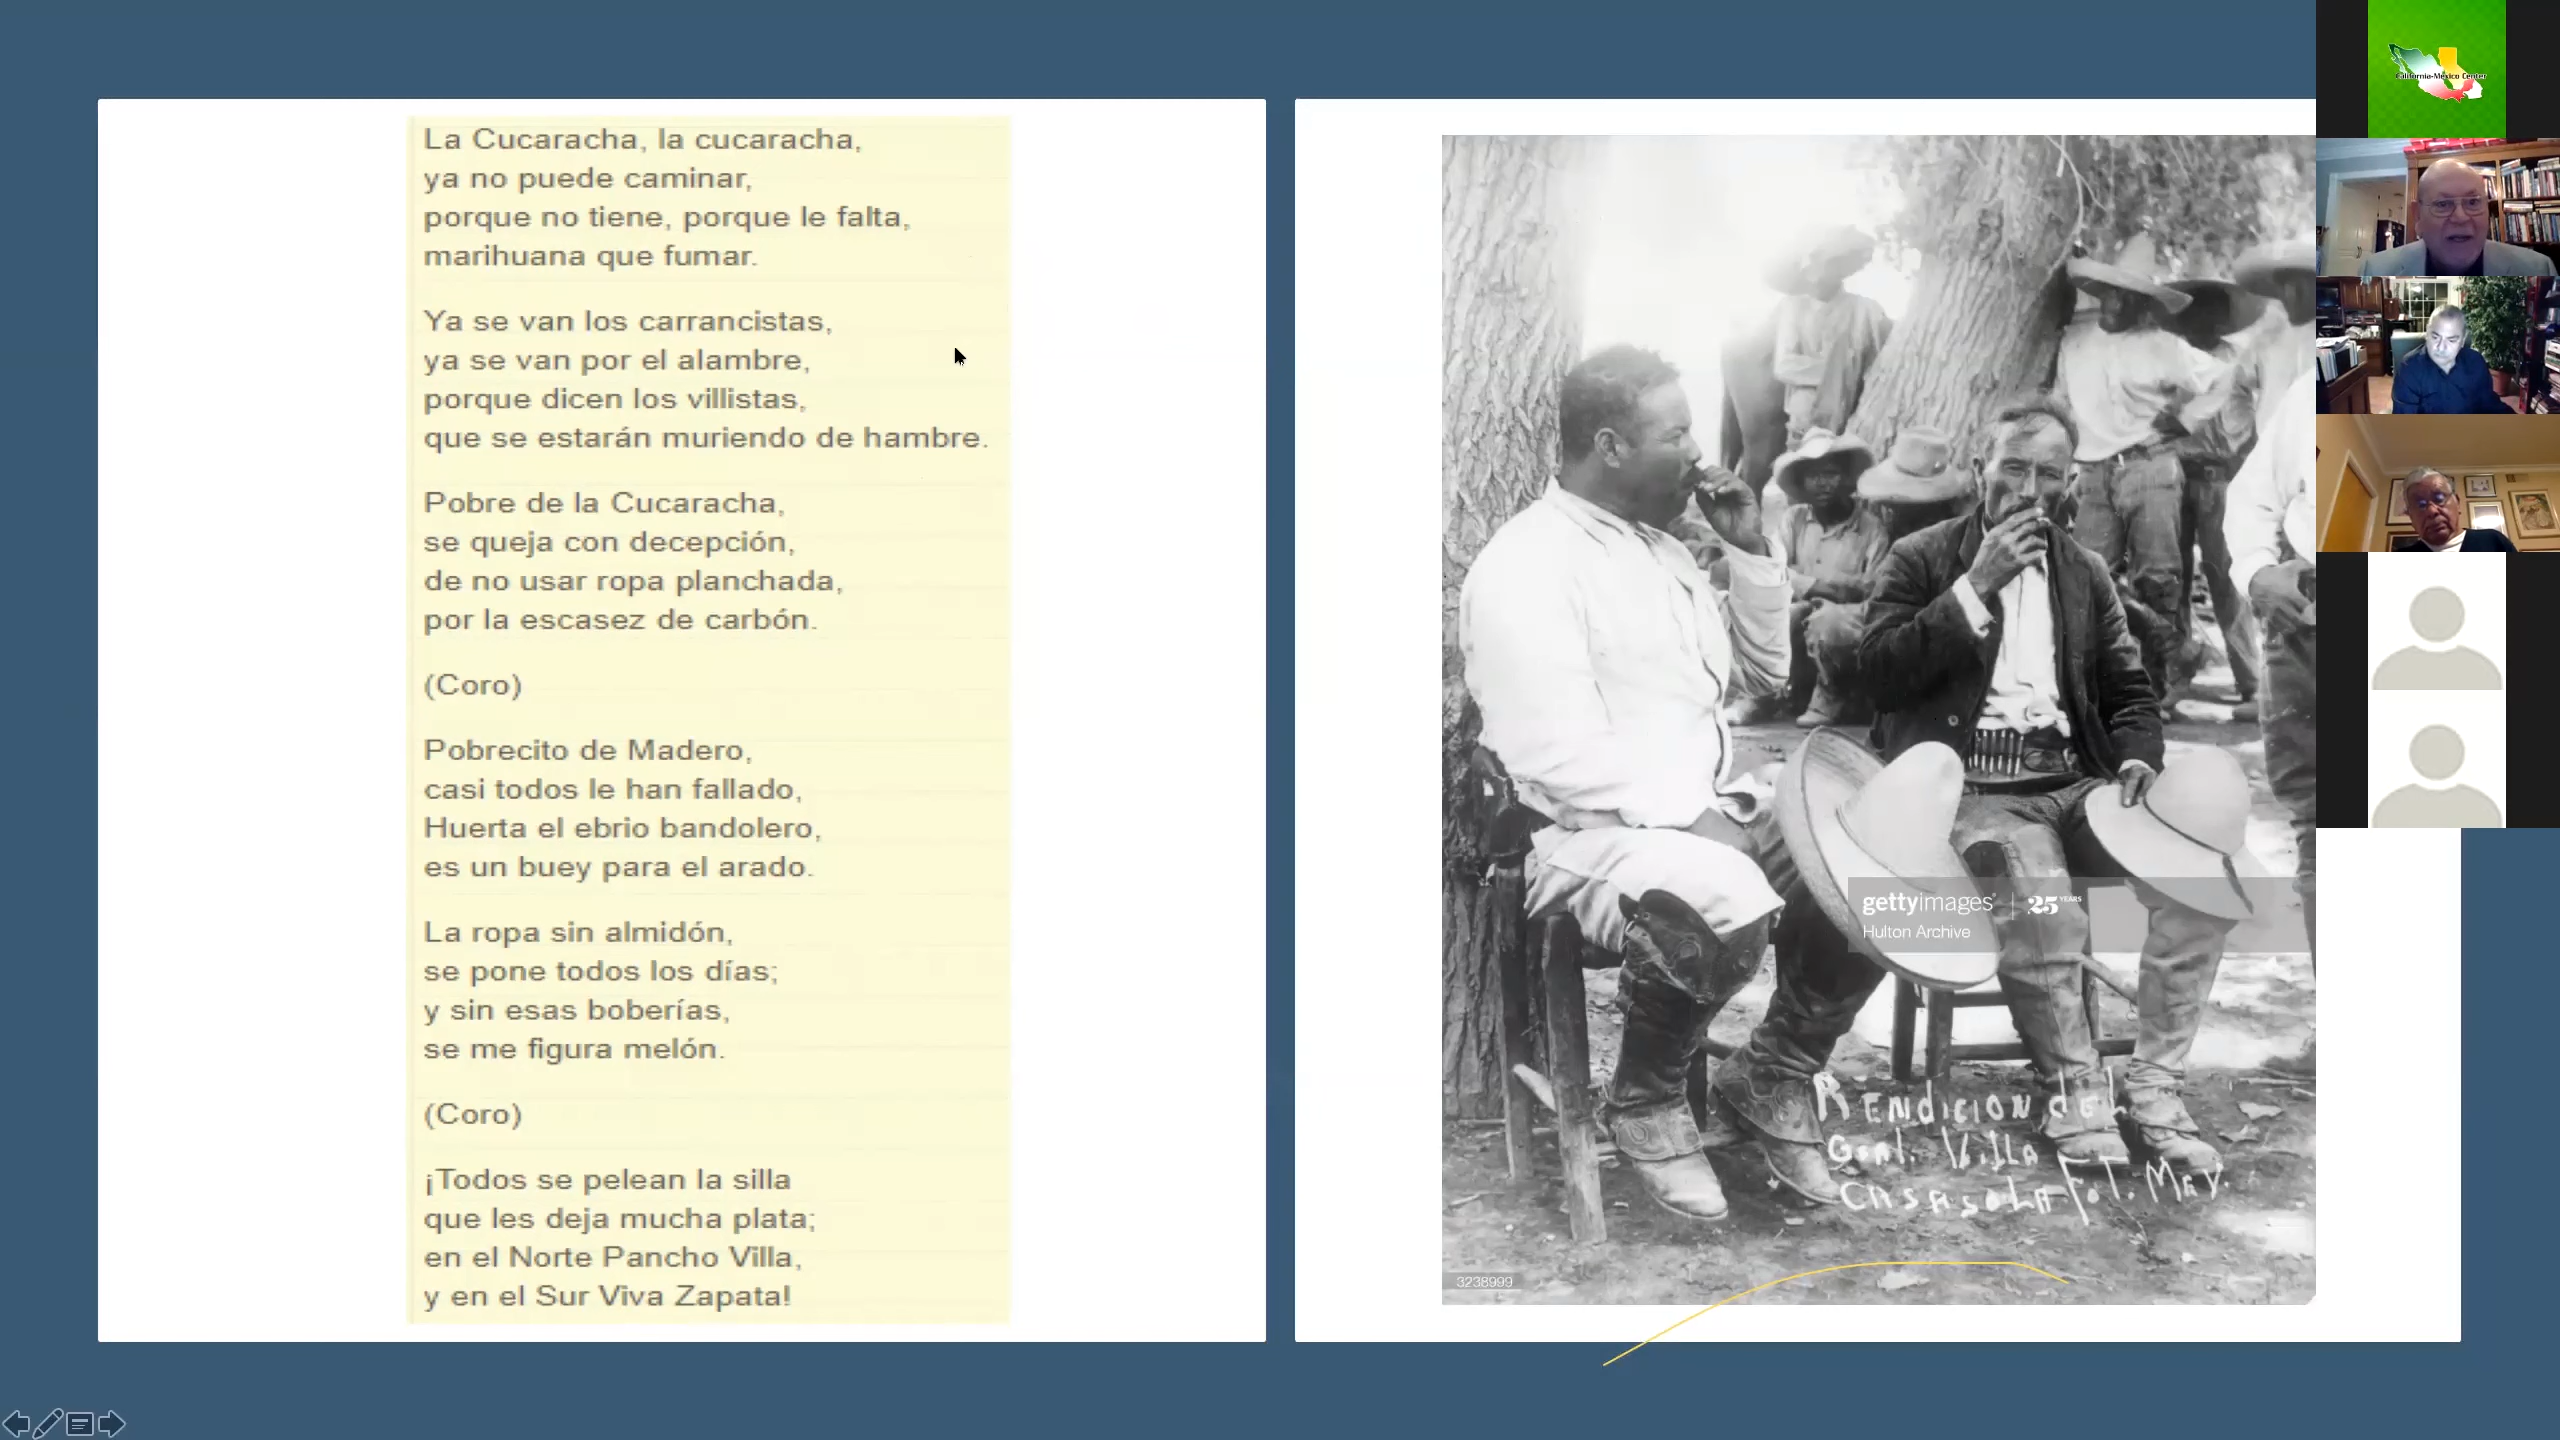 La Cucaracha, la cucaracha,
ya no puede caminar,
porque no tiene, porque le falta,
marihuana que fumar.
Ya se van los carrancistas,
ya se van por el alambre,
porque dicen los villistas,
que se estarán muriendo de hambre.
Pobre de la Cucaracha,
se queja con decepción,
de no usar ropa planchada,
por la escasez de carbón.
(Coro)
Pobrecito de Madero,
casi todos le han fallado,
Huerta el ebrio bandolero,
es un buey para el arado.
La ropa sin almidón,
se pone todos los días;
y sin esas boberías,
se me figura melón.
(Coro)
¡Todos se pelean la silla
que les deja mucha plata;
en el Norte Pancho Villa,
y en el Sur Viva Zapata!
gettyimages® | 25 YEARS
Hulton Archive
RENDICION dEL
GRAL. VILLA
CASASOLA FOT. MEX.
3238999
California-México Center